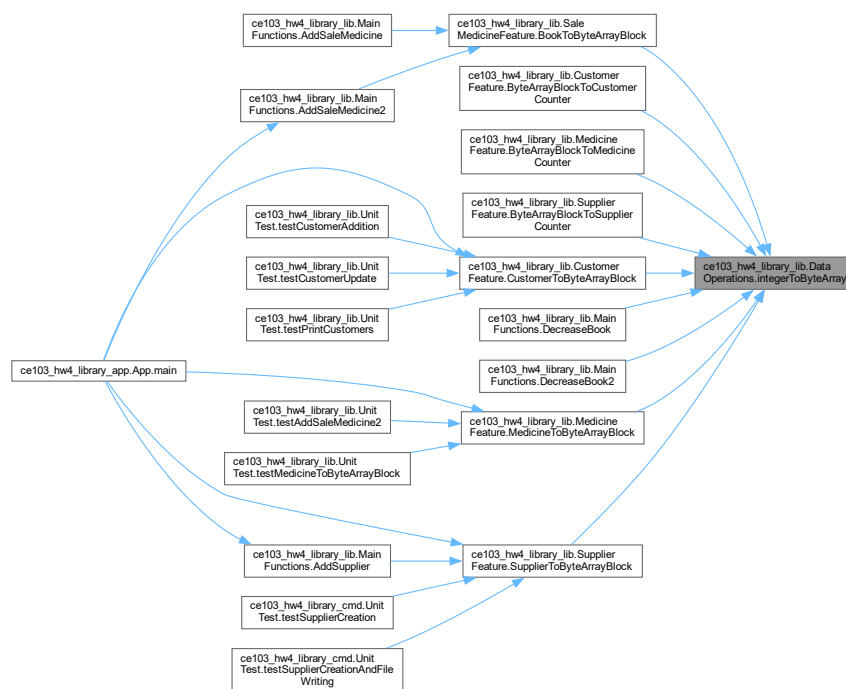 ce103_hw4_library_lib.Main
Functions.AddSaleMedicine
ce103_hw4_library_lib.Sale
MedicineFeature.BookToByteArrayBlock
ce103_hw4_library_lib.Customer
Feature.ByteArrayBlockToCustomer
Counter
ce103_hw4_library_lib.Main
Functions.AddSaleMedicine2
ce103_hw4_library_lib.Medicine
Feature.ByteArrayBlockToMedicine
Counter
ce103_hw4_library_lib.Supplier
Feature.ByteArrayBlockToSupplier
Counter
ce103_hw4_library_lib.Unit
Test.testCustomerAddition
ce103_hw4_library_lib.Unit
Test.testCustomerUpdate
ce103_hw4_library_lib.Customer
Feature.CustomerToByteArrayBlock
ce103_hw4_library_lib.Data
Operations.integerToByteArray
ce103_hw4_library_lib.Unit
Test.testPrintCustomers
ce103_hw4_library_lib.Main
Functions.DecreaseBook
ce103_hw4_library_app.App.main
ce103_hw4_library_lib.Main
Functions.DecreaseBook2
ce103_hw4_library_lib.Unit
Test.testAddSaleMedicine2
ce103_hw4_library_lib.Medicine
Feature.MedicineToByteArrayBlock
ce103_hw4_library_lib.Unit
Test.testMedicineToByteArrayBlock
ce103_hw4_library_lib.Main
Functions.AddSupplier
ce103_hw4_library_lib.Supplier
Feature.SupplierToByteArrayBlock
ce103_hw4_library_cmd.Unit
Test.testSupplierCreation
ce103_hw4_library_cmd.Unit
Test.testSupplierCreationAndFile
Writing